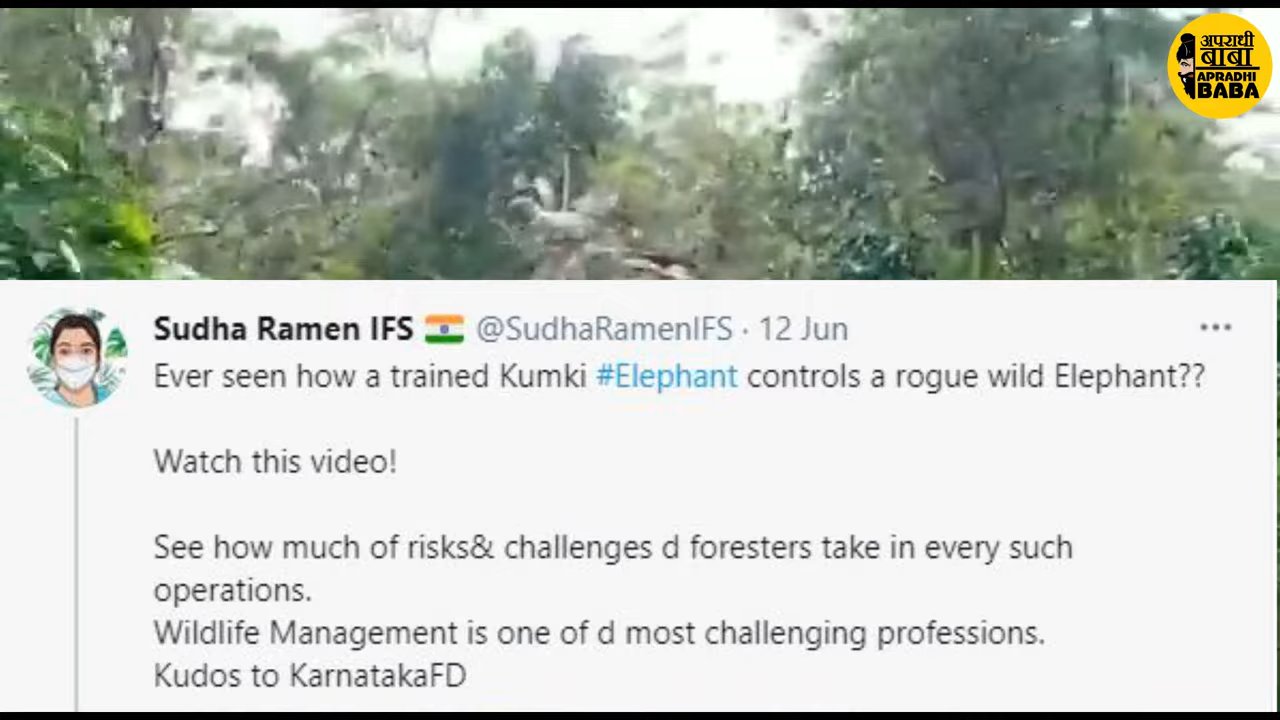 अपराधी
बाबा
APRADHI
BABA
Sudha Ramen IFS 🇮🇳 @SudhaRamenIFS · 12 Jun
Ever seen how a trained Kumki #Elephant controls a rogue wild Elephant??
Watch this video!
See how much of risks& challenges d foresters take in every such
operations.
Wildlife Management is one of d most challenging professions.
Kudos to KarnatakaFD